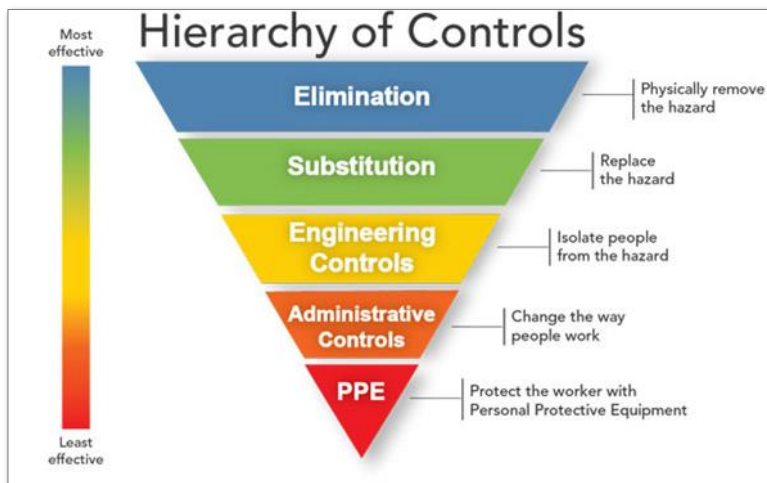 Most
effective
Hierarchy of Controls
Elimination
Physically remove
the hazard
Substitution
Replace
the hazard
Engineering
Controls
Isolate people
from the hazard
Administrative
Controls
Change the way
people work
PPE
Protect the worker with
Personal Protective Equipment
Least
effective